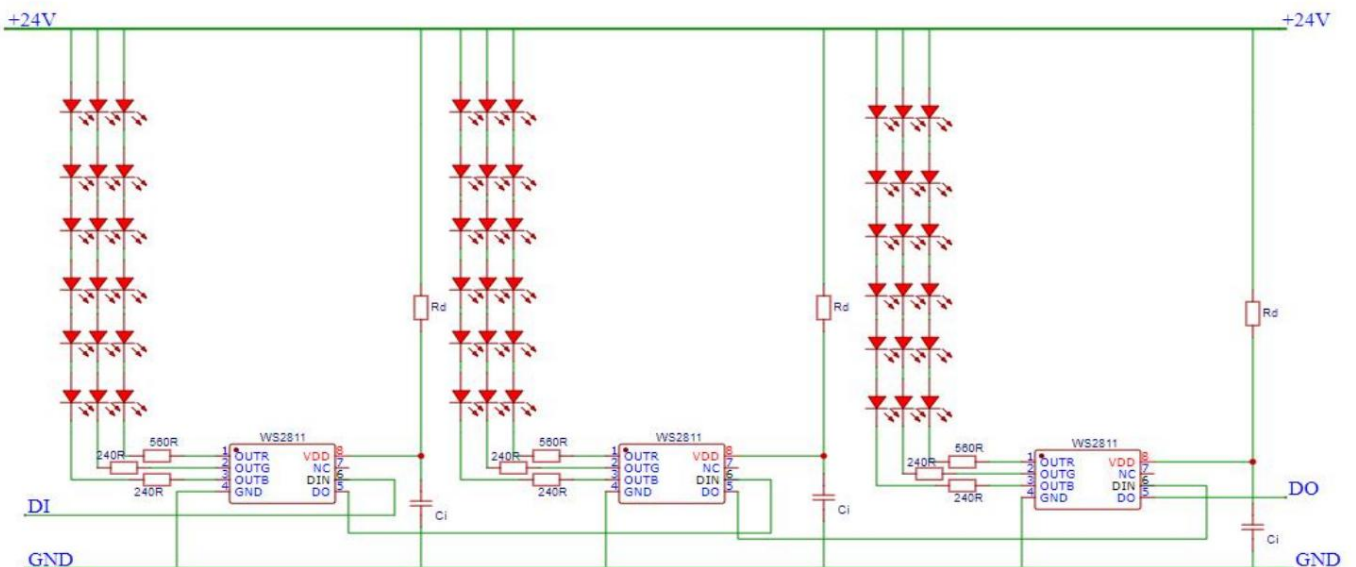 +24V +24V
Rd Rd Rd
560R WS2811 560R WS2811 560R WS2811
240R 1 OUTR VDD 8 240R 1 OUTR VDD 8 240R 1 OUTR VDD 8
2 OUTG NC 7 2 OUTG NC 7 2 OUTG NC 7
3 OUTB DIN 6 3 OUTB DIN 6 3 OUTB DIN 6
240R 4 GND DO 5 240R 4 GND DO 5 240R 4 GND DO 5
DI Ci Ci Ci DO
GND GND